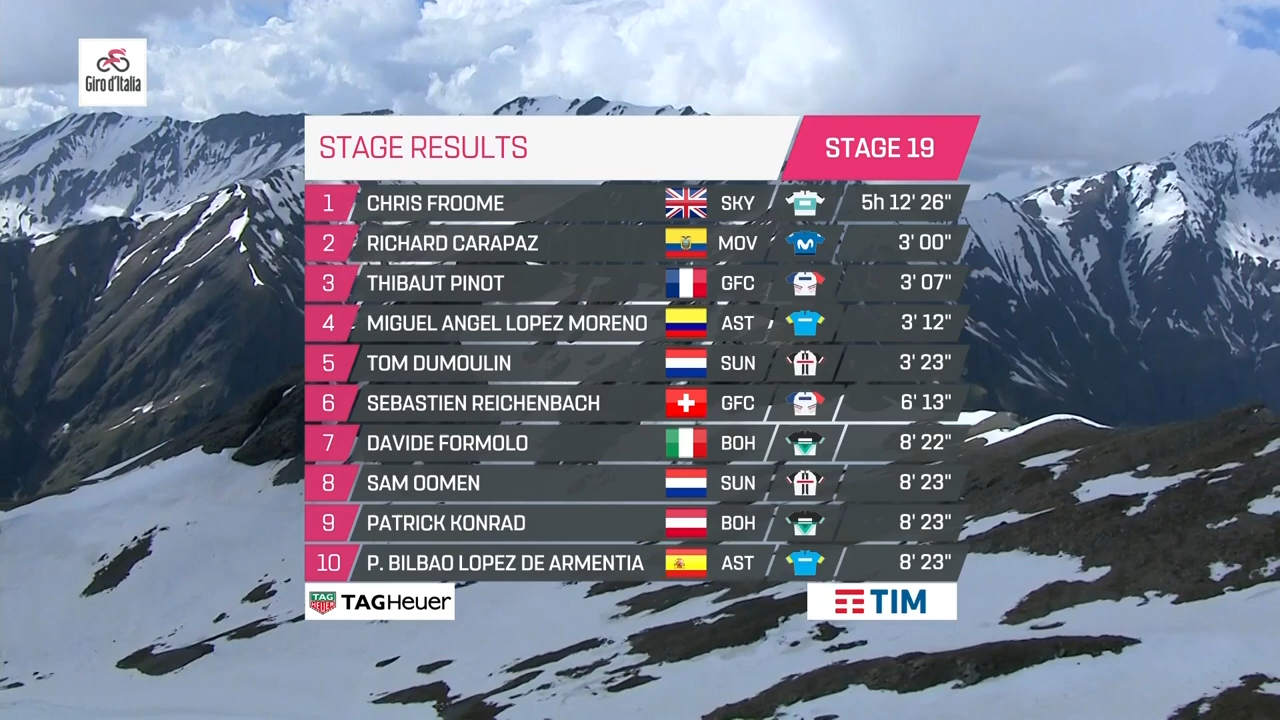 Giro d'Italia
STAGE RESULTS STAGE 19
1 CHRIS FROOME SKY 5h 12' 26"
2 RICHARD CARAPAZ MOV 3' 00"
3 THIBAUT PINOT GFC 3' 07"
4 MIGUEL ANGEL LOPEZ MORENO AST 3' 12"
5 TOM DUMOULIN SUN 3' 23"
6 SEBASTIEN REICHENBACH GFC 6' 13"
7 DAVIDE FORMOLO BOH 8' 22"
8 SAM OOMEN SUN 8' 23"
9 PATRICK KONRAD BOH 8' 23"
10 P. BILBAO LOPEZ DE ARMENTIA AST 8' 23"
TAG HEUER TAGHeuer TIM